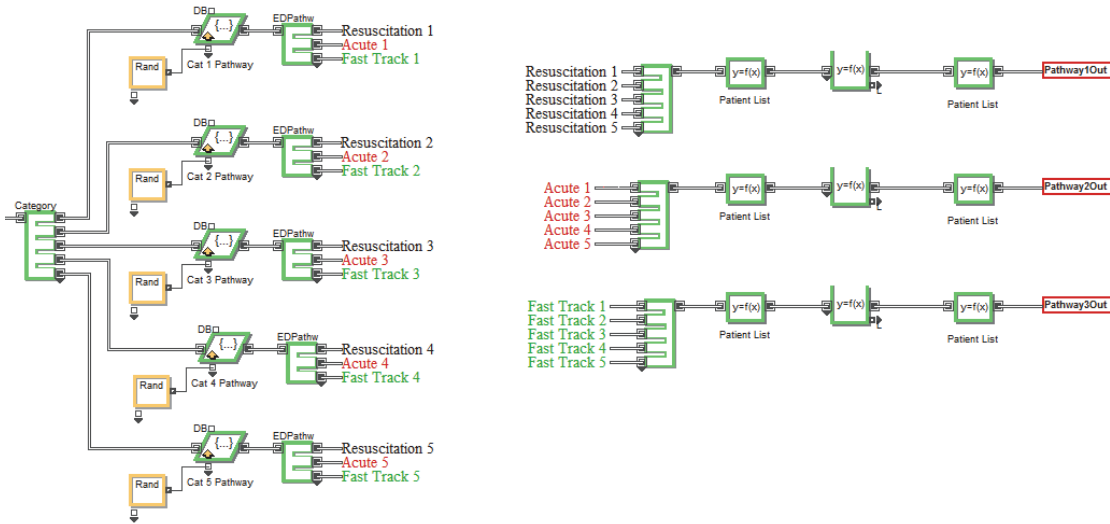 DB
EDPathw
{...}
Resuscitation 1
Acute 1
Fast Track 1
Rand
Cat 1 Pathway
DB
EDPathw
{...}
Resuscitation 2
Acute 2
Fast Track 2
Rand
Cat 2 Pathway
Category
DB
EDPathw
{...}
Resuscitation 3
Acute 3
Fast Track 3
Rand
Cat 3 Pathway
DB
EDPathw
{...}
Resuscitation 4
Acute 4
Fast Track 4
Rand
Cat 4 Pathway
DB
EDPathw
{...}
Resuscitation 5
Acute 5
Fast Track 5
Rand
Cat 5 Pathway
Resuscitation 1
Resuscitation 2
Resuscitation 3
Resuscitation 4
Resuscitation 5
y=f(x)
Patient List
y=f(x)
L
y=f(x)
Patient List
Pathway1Out
Acute 1
Acute 2
Acute 3
Acute 4
Acute 5
y=f(x)
Patient List
y=f(x)
L
y=f(x)
Patient List
Pathway2Out
Fast Track 1
Fast Track 2
Fast Track 3
Fast Track 4
Fast Track 5
y=f(x)
Patient List
y=f(x)
L
y=f(x)
Patient List
Pathway3Out